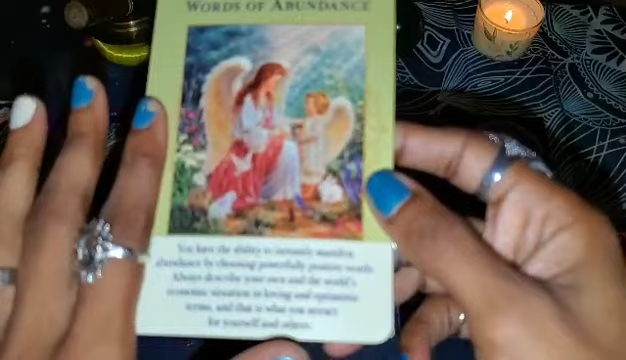 WORDS OF ABUNDANCE
You have the ability to instantly manifest
abundance by choosing powerfully positive words.
Always describe your own and the world's
economic situation in loving and optimistic
terms, and that is what you attract
for yourself and others.